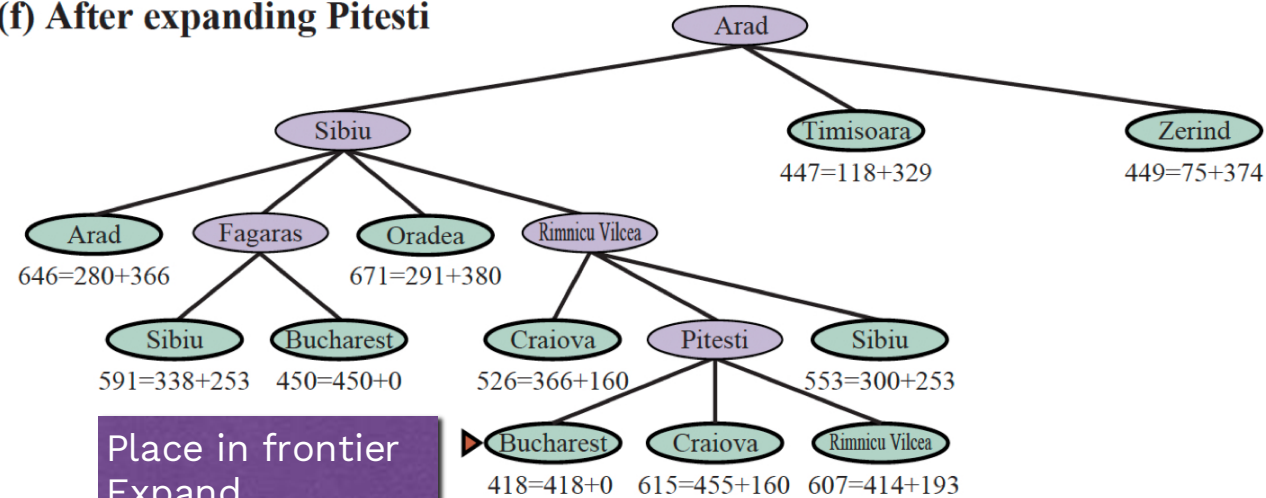 (f) After expanding Pitesti
Arad
Sibiu
Timisoara
Zerind
447=118+329
449=75+374
Arad
Fagaras
Oradea
Rimnicu Vilcea
646=280+366
671=291+380
Sibiu
Bucharest
Craiova
Pitesti
Sibiu
591=338+253
450=450+0
526=366+160
553=300+253
Place in frontier
Expand
Bucharest
Craiova
Rimnicu Vilcea
418=418+0
615=455+160
607=414+193